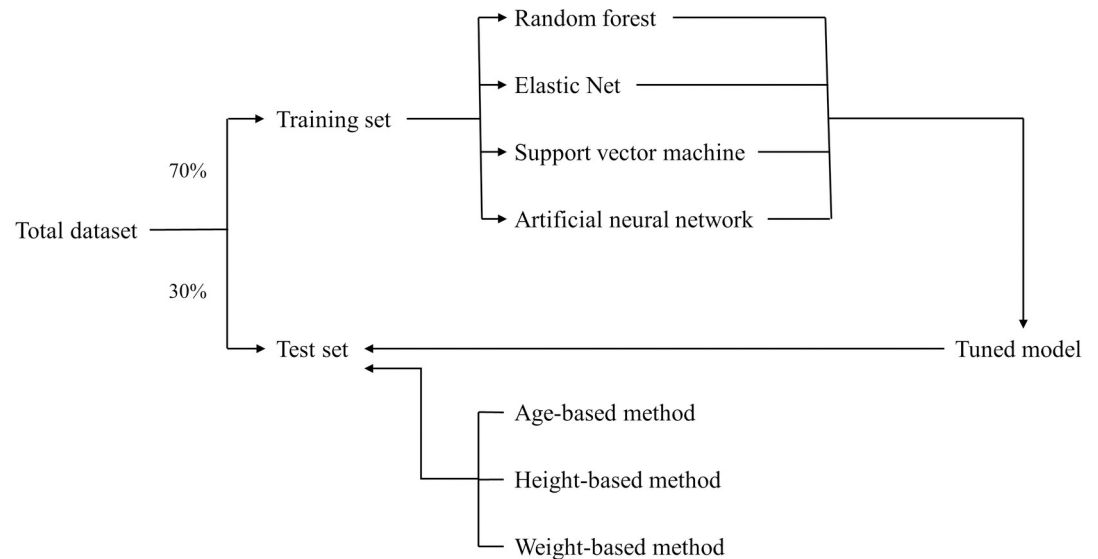 Random forest
Elastic Net
Training set
70%
Support vector machine
Artificial neural network
Total dataset
30%
Test set
Tuned model
Age-based method
Height-based method
Weight-based method